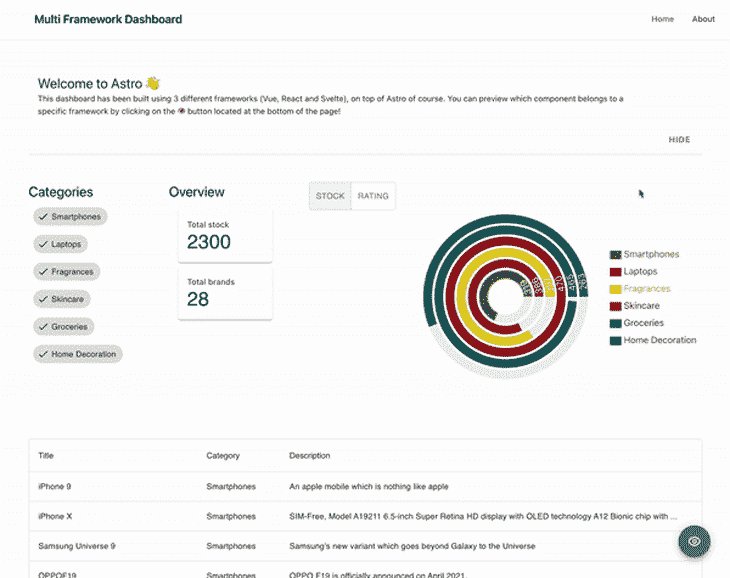 Multi Framework Dashboard
Home About
Welcome to Astro 👋
This dashboard has been built using 3 different frameworks (Vue, React and Svelte), on top of Astro of course. You can preview which component belongs to
specific framework by clicking on the 👁 button located at the bottom of the page!
HIDE
Categories
Smartphones
Laptops
Fragrances
Skincare
Groceries
Home Decoration
Overview
Total stock
2300
Total brands
28
STOCK RATING
420
465
Smartphones
Laptops
Fragrances
Skincare
Groceries
Home Decoration
Title Category Description
iPhone 9 Smartphones An apple mobile which is nothing like apple
iPhone X Smartphones SIM-Free, Model A19211 6.5-inch Super Retina HD display with OLED technology A12 Bionic chip with ...
Samsung Universe 9 Smartphones Samsung's new variant which goes beyond Galaxy to the Universe
OPPOF19 Smartphones OPPO F19 is officially announced on April 2021.